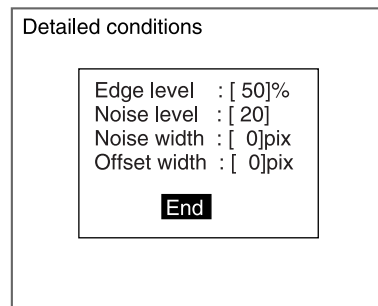 Detailed conditions
Edge level : [ 50]%
Noise level : [ 20]
Noise width : [ 0]pix
Offset width : [ 0]pix
End